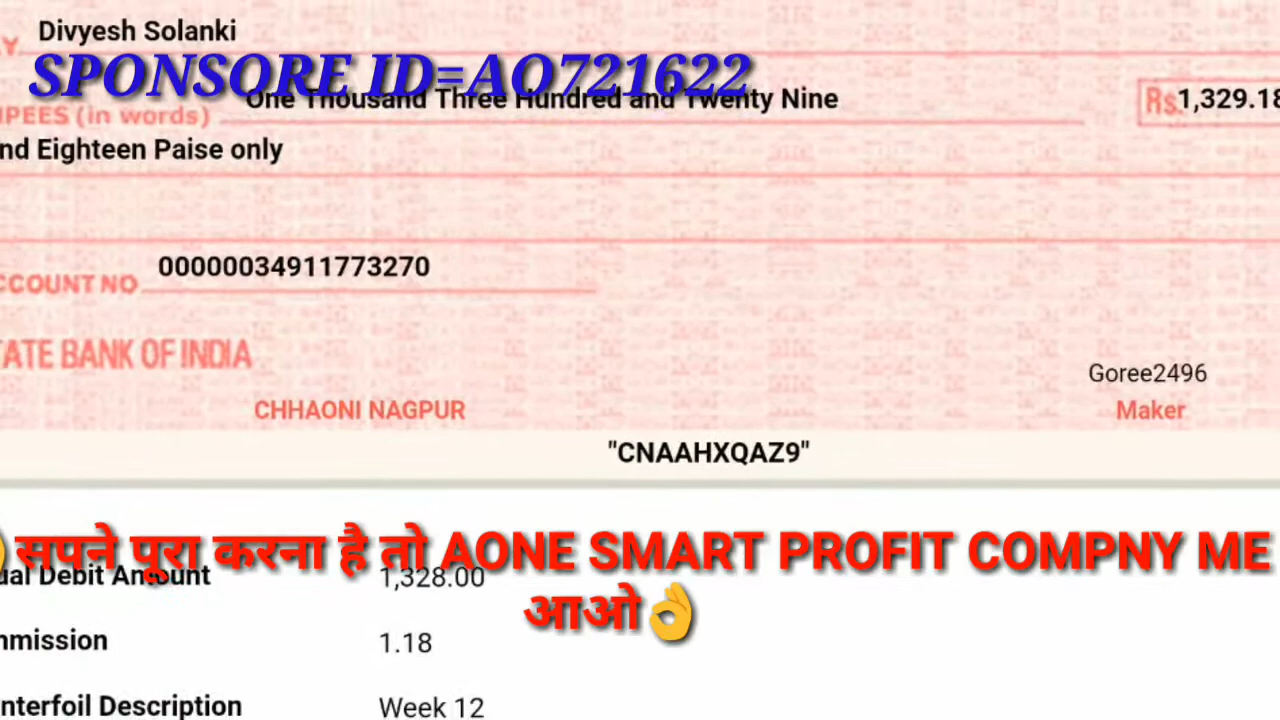 Divyesh Solanki
SPONSORE ID=AO721622
One Thousand Three Hundred and Twenty Nine
PEES (in words)
Rs.1,329.18
nd Eighteen Paise only
00000034911773270
CCOUNT NO
TATE BANK OF INDIA
Goree2496
CHHAONI NAGPUR
Maker
"CNAAHXQAZ9"
सपने पूरा करना है तो AONE SMART PROFIT COMPNY ME
ual Debit Amount 1,328.00
आओ👌
mmission 1.18
nterfoil Description Week 12